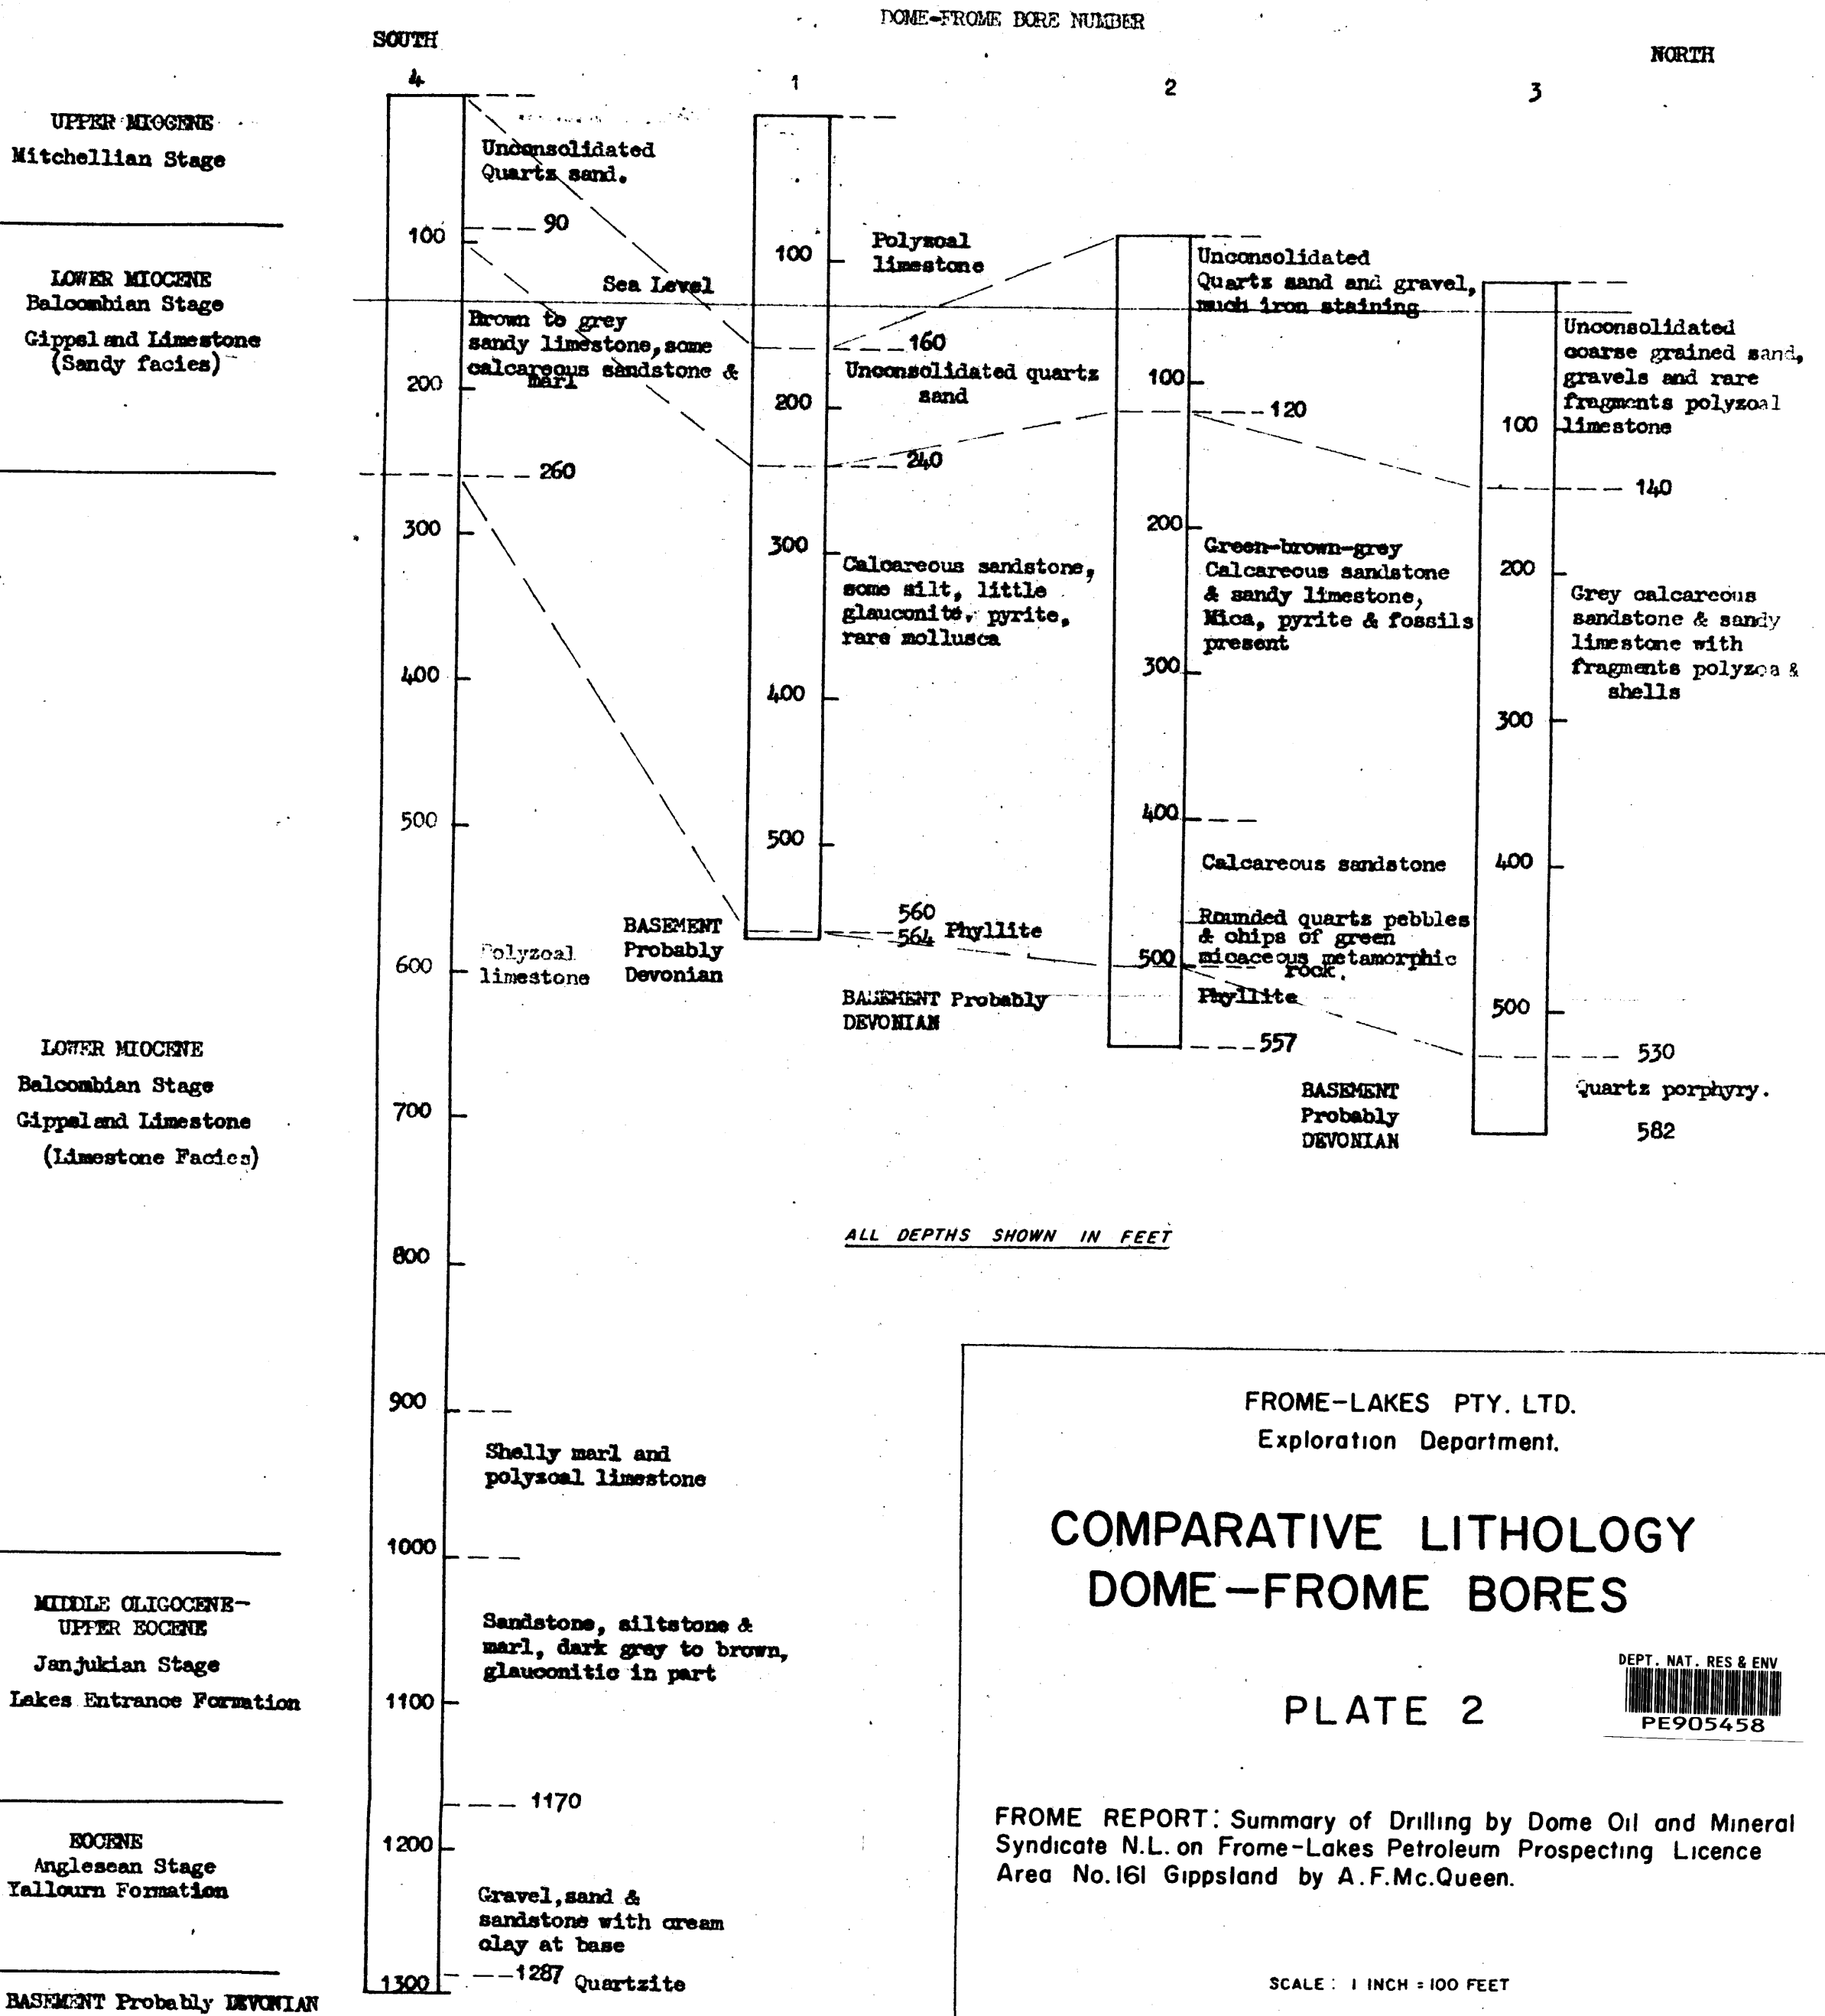 DOME-FROME BORE NUMBER
SOUTH
NORTH
4
1
2
3
UPPER MIOCENE
Mitchellian Stage
LOWER MIOCENE
Balcombian Stage
Gippsland Limestone
(Sandy facies)
LOWER MIOCENE
Balcombian Stage
Gippsland Limestone
(Limestone Facies)
MIDDLE OLIGOCENE-
UPPER EOCENE
Janjukian Stage
Lakes Entrance Formation
EOCENE
Anglesean Stage
Yallourn Formation
BASEMENT Probably DEVONIAN
100
200
300
400
500
600
700
800
900
1000
1100
1200
1300
Unconsolidated
Quartz sand.
90
Sea Level
Brown to grey
sandy limestone, some
calcareous sandstone &
marl
260
Polyzoal
limestone
Shelly marl and
polyzoal limestone
Sandstone, siltstone &
marl, dark grey to brown,
glauconitic in part
1170
Gravel, sand &
sandstone with cream
clay at base
1287 Quartzite
BASEMENT
Probably
Devonian
100
200
300
400
500
Polyzoal
limestone
160
Unconsolidated quartz
sand
240
Calcareous sandstone,
some silt, little
glauconite, pyrite,
rare mollusca
560
564 Phyllite
BASEMENT Probably
DEVONIAN
100
200
300
400
500
Unconsolidated
Quartz sand and gravel,
much iron staining
120
Green-brown-grey
Calcareous sandstone
& sandy limestone,
Mica, pyrite & fossils
present
Calcareous sandstone
Rounded quartz pebbles
& chips of green
micaceous metamorphic
rock.
Phyllite
557
BASEMENT
Probably
DEVONIAN
100
200
300
400
500
Unconsolidated
coarse grained sand,
gravels and rare
fragments polyzoal
limestone
140
Grey calcareous
sandstone & sandy
limestone with
fragments polyzoa &
shells
530
Quartz porphyry.
582
ALL DEPTHS SHOWN IN FEET
FROME-LAKES PTY. LTD.
Exploration Department.
COMPARATIVE LITHOLOGY
DOME-FROME BORES
PLATE 2
DEPT. NAT. RES & ENV
PE905458
FROME REPORT: Summary of Drilling by Dome Oil and Mineral
Syndicate N.L. on Frome-Lakes Petroleum Prospecting Licence
Area No.161 Gippsland by A.F.Mc.Queen.
SCALE: 1 INCH = 100 FEET